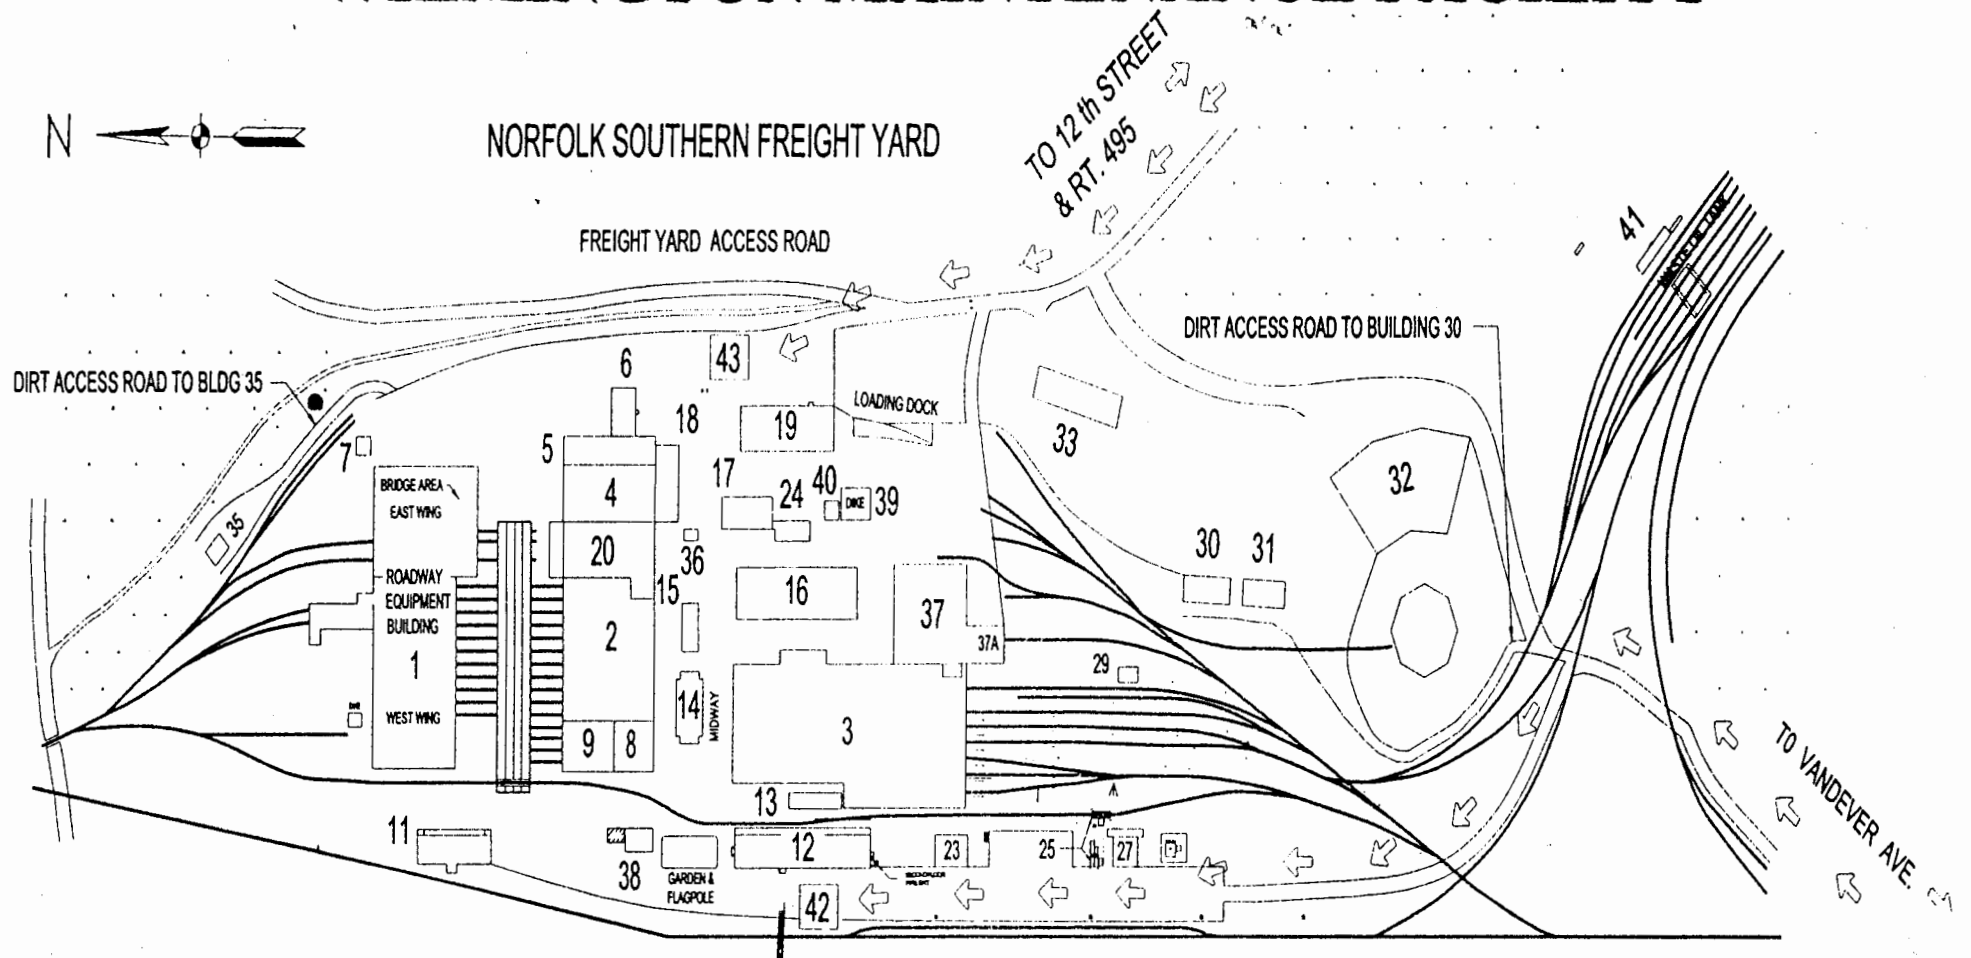 N
NORFOLK SOUTHERN FREIGHT YARD
TO 12 th STREET
& RT. 495
FREIGHT YARD ACCESS ROAD
41
DIRT ACCESS ROAD TO BUILDING 30
DIRT ACCESS ROAD TO BLDG 35
43
6
18
19
LOADING DOCK
33
7
5
BRIDGE AREA
EAST WING
4
17
24
40
DIKE
39
32
35
20
36
30
31
ROADWAY
EQUIPMENT
BUILDING
1
WEST WING
15
16
37
37A
2
29
14
MIDWAY
3
9
8
13
TO VANDEVER AVE.
11
38
GARDEN &
FLAGPOLE
12
23
25
27
42